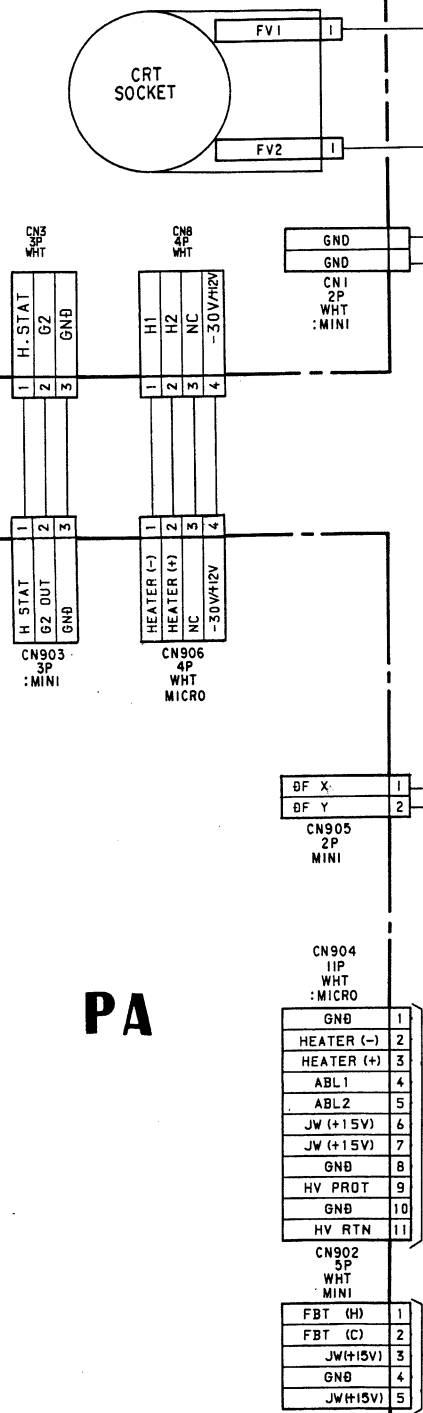 FV1 1
CRT
SOCKET
FV2 1
CN3
3P
WHT
CN8
4P
WHT
GND
GND
CN1
2P
WHT
:MINI
H.STAT
G2
GND
H1
H2
NC
-30V/+12V
1 2 3
1 2 3 4
1 2 3
1 2 3 4
H STAT
G2 OUT
GND
HEATER (-)
HEATER (+)
NC
-30V/+12V
CN903
3P
:MINI
CN906
4P
WHT
MICRO
DF X 1
DF Y 2
CN905
2P
MINI
PA
CN904
11P
WHT
:MICRO
GND 1
HEATER (-) 2
HEATER (+) 3
ABL1 4
ABL2 5
JW (+15V) 6
JW (+15V) 7
GND 8
HV PROT 9
GND 10
HV RTN 11
CN902
5P
WHT
MINI
FBT (H) 1
FBT (C) 2
JW(+15V) 3
GND 4
JW(+15V) 5